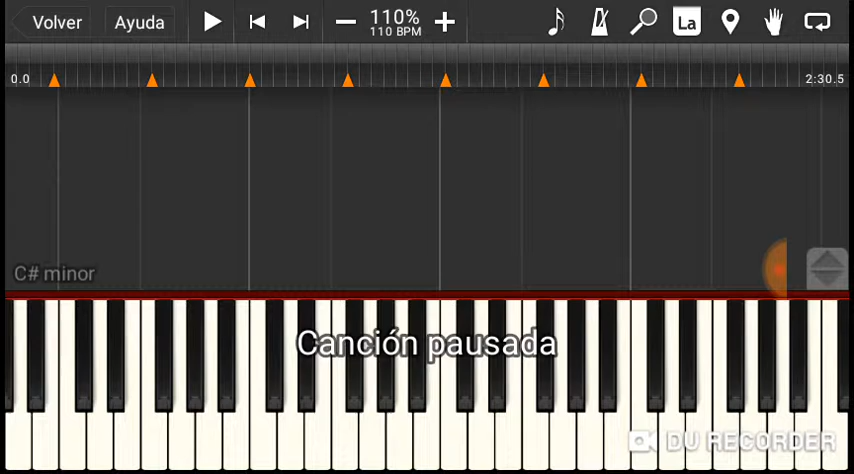 Volver
Ayuda
110%
110 BPM
La
0.0
2:30.5
C# minor
Canción pausada
DU RECORDER